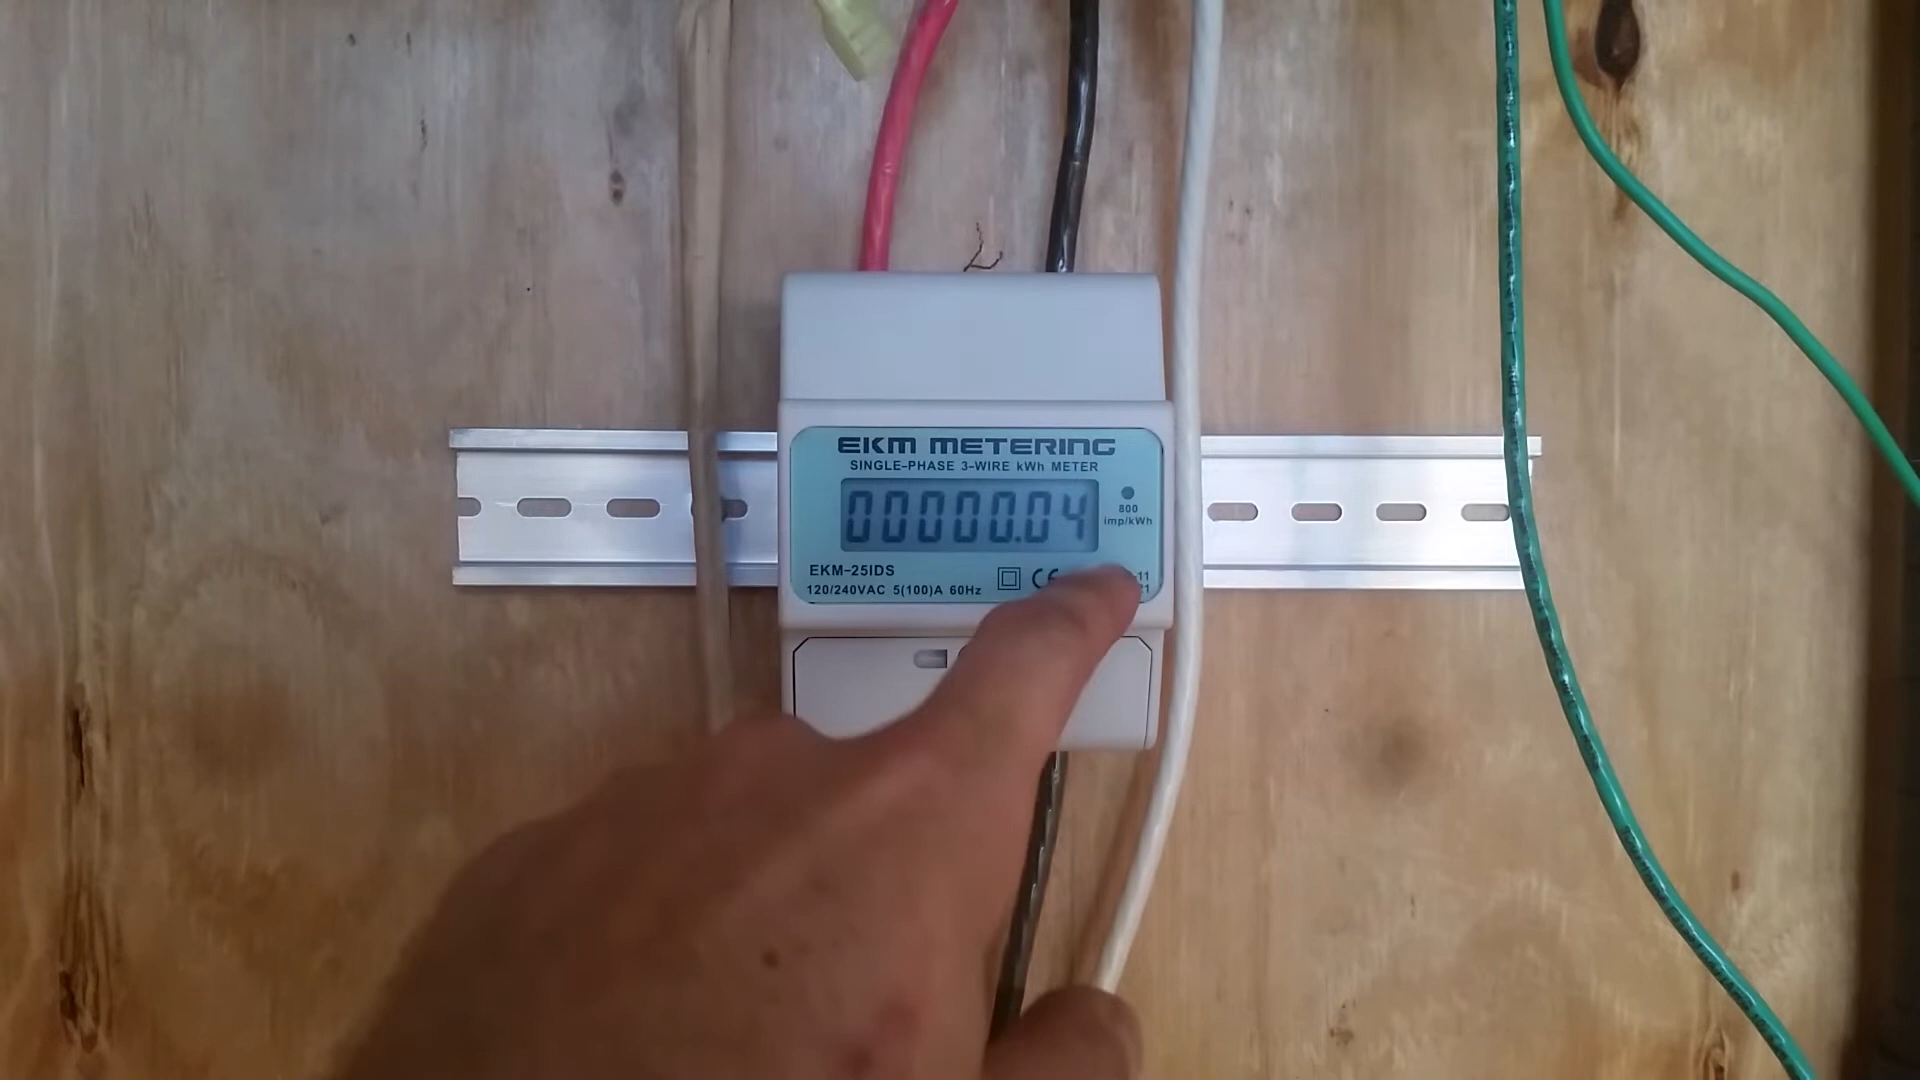 EKM METERING
SINGLE-PHASE 3-WIRE kWh METER
00000.04
800
imp/kWh
EKM-25IDS
120/240VAC 5(100)A 60Hz
CE